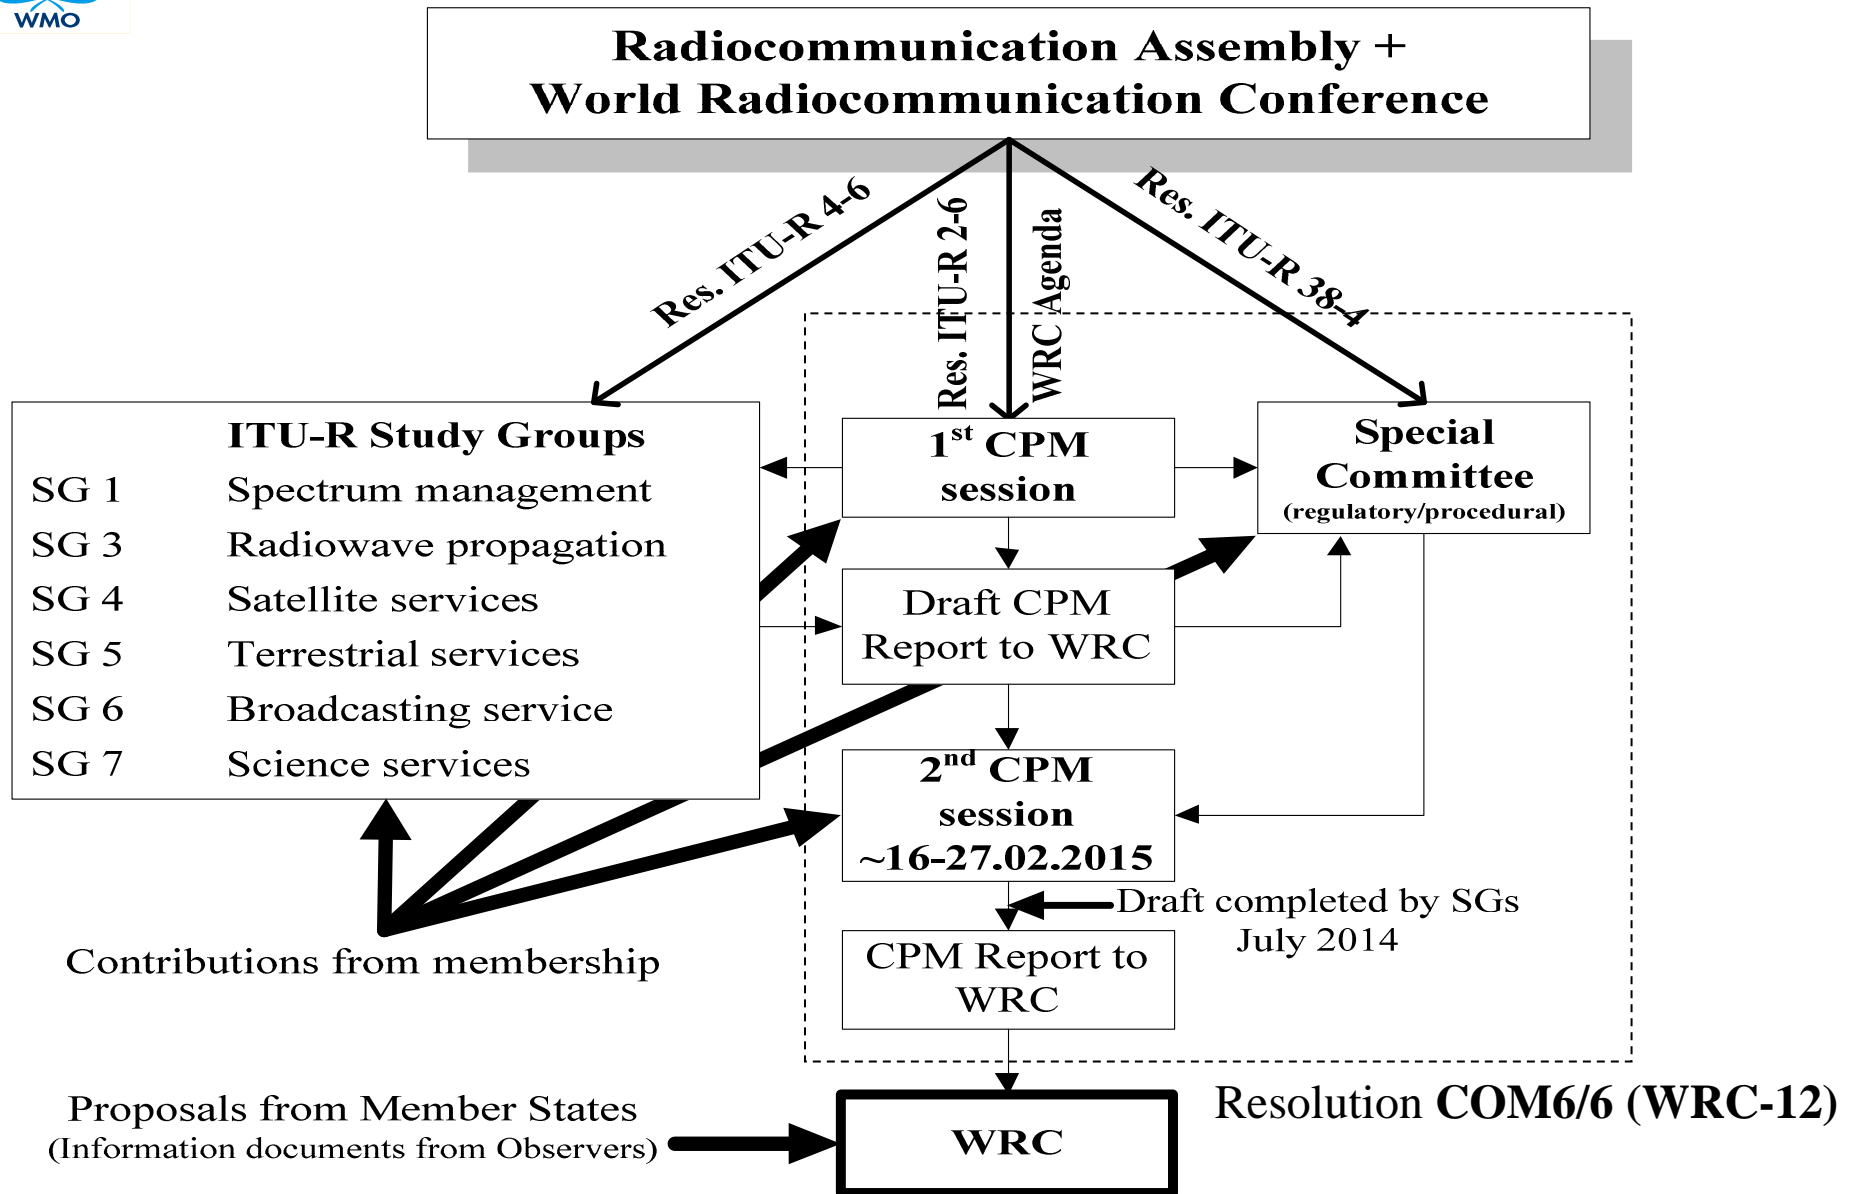 WMO
Radiocommunication Assembly +
World Radiocommunication Conference
Res. ITU-R 4-6
Res. ITU-R 2-6
WRC Agenda
Res. ITU-R 38-4
ITU-R Study Groups
SG 1 Spectrum management
SG 3 Radiowave propagation
SG 4 Satellite services
SG 5 Terrestrial services
SG 6 Broadcasting service
SG 7 Science services
1st CPM
session
Special
Committee
(regulatory/procedural)
Draft CPM
Report to WRC
2nd CPM
session
~16-27.02.2015
Draft completed by SGs
July 2014
Contributions from membership
CPM Report to
WRC
Proposals from Member States
(Information documents from Observers)
WRC
Resolution COM6/6 (WRC-12)